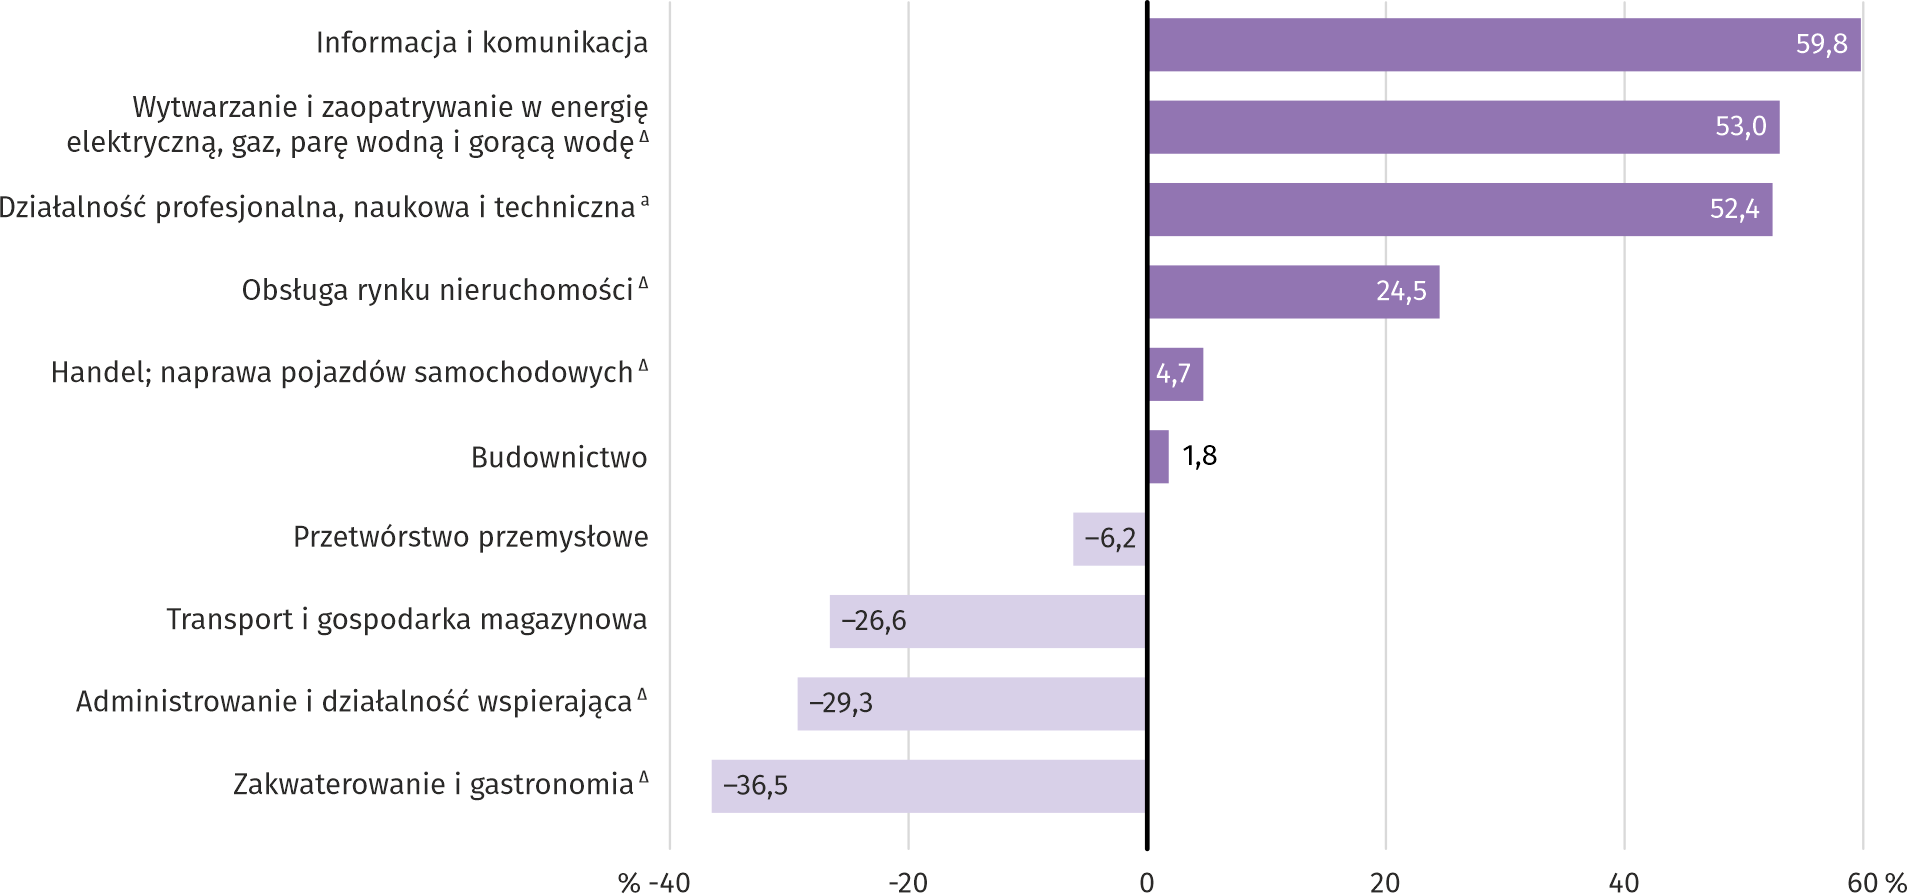 Informacja i komunikacja
59,8
Wytwarzanie i zaopatrywanie w energię
elektryczną, gaz, parę wodną i gorącą wodę Δ
53,0
Działalność profesjonalna, naukowa i techniczna a
52,4
Obsługa rynku nieruchomości Δ
24,5
Handel; naprawa pojazdów samochodowych Δ
4,7
Budownictwo
1,8
Przetwórstwo przemysłowe
–6,2
Transport i gospodarka magazynowa
–26,6
Administrowanie i działalność wspierająca Δ
–29,3
Zakwaterowanie i gastronomia Δ
–36,5
% -40 -20 0 20 40 60 %